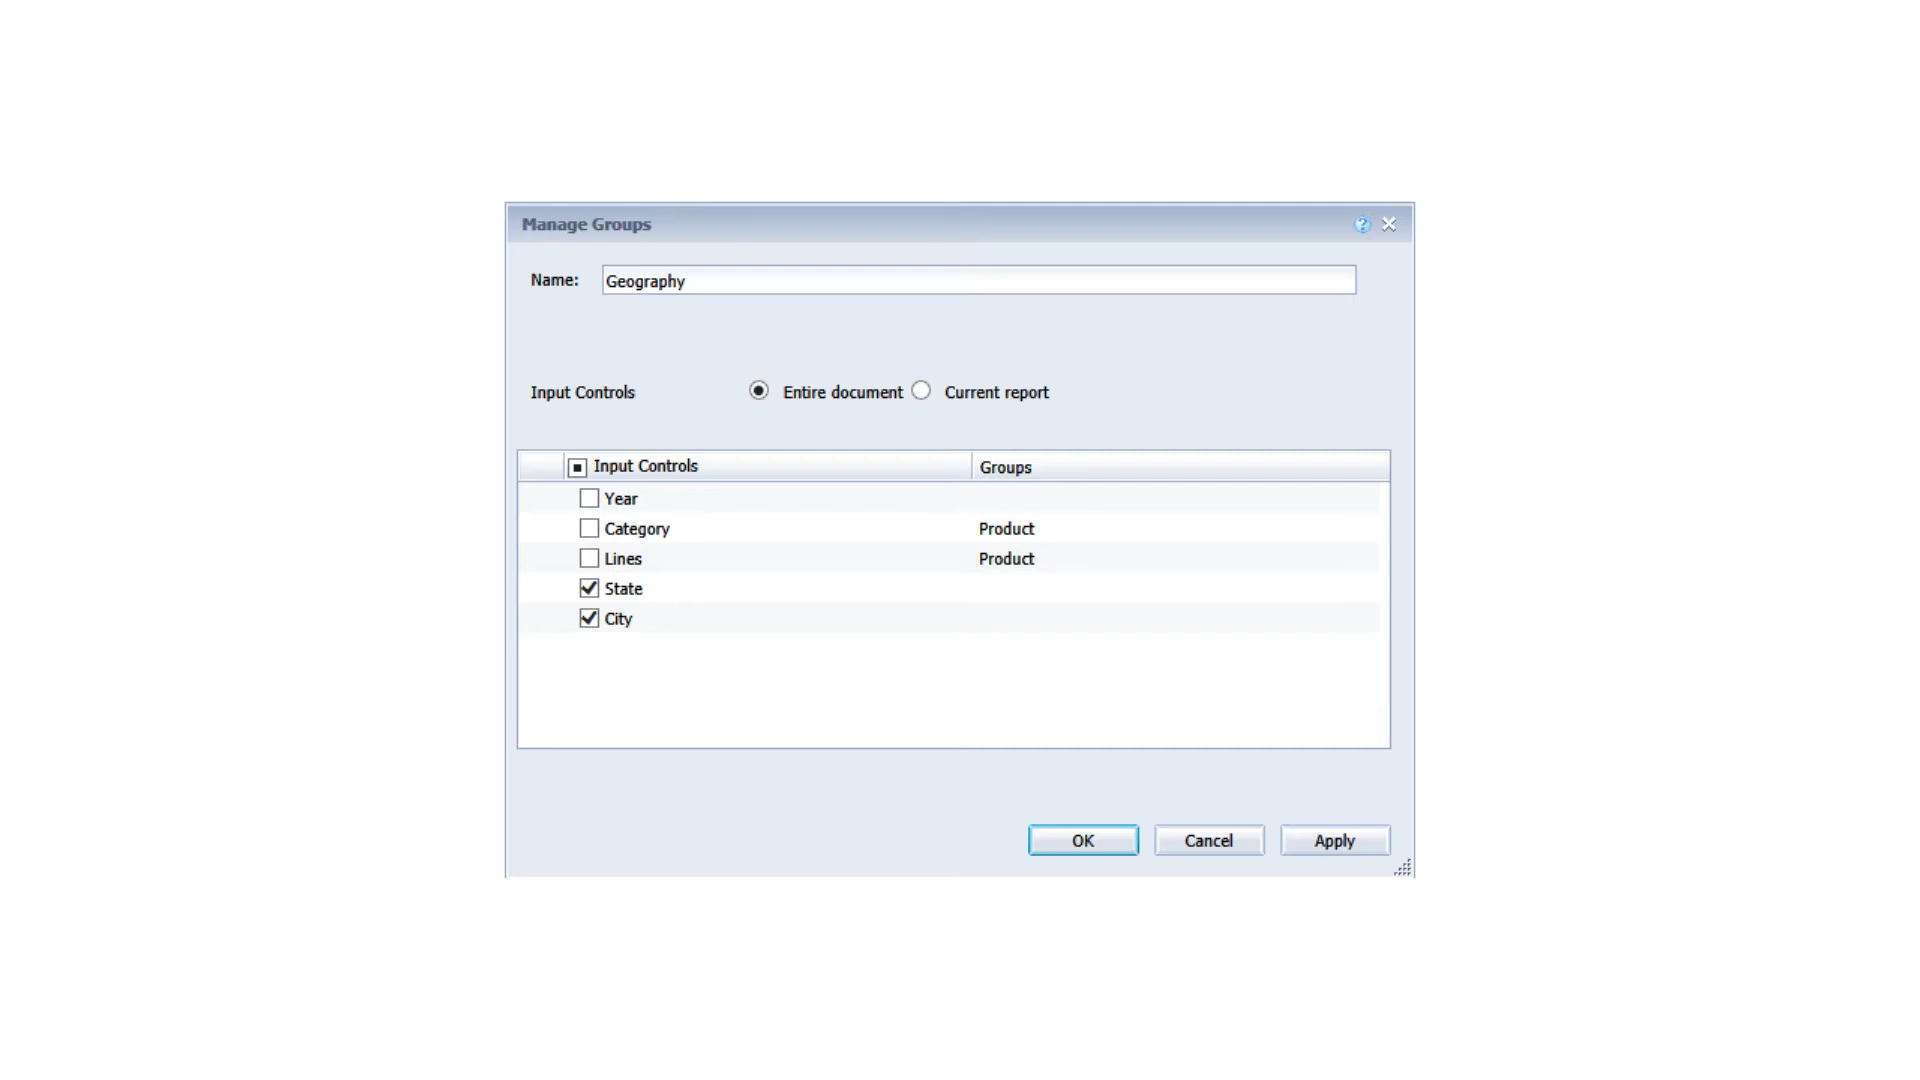 Manage Groups
Name: Geography
Input Controls Entire document Current report
Input Controls Groups
Year
Category Product
Lines Product
State
City
OK Cancel Apply